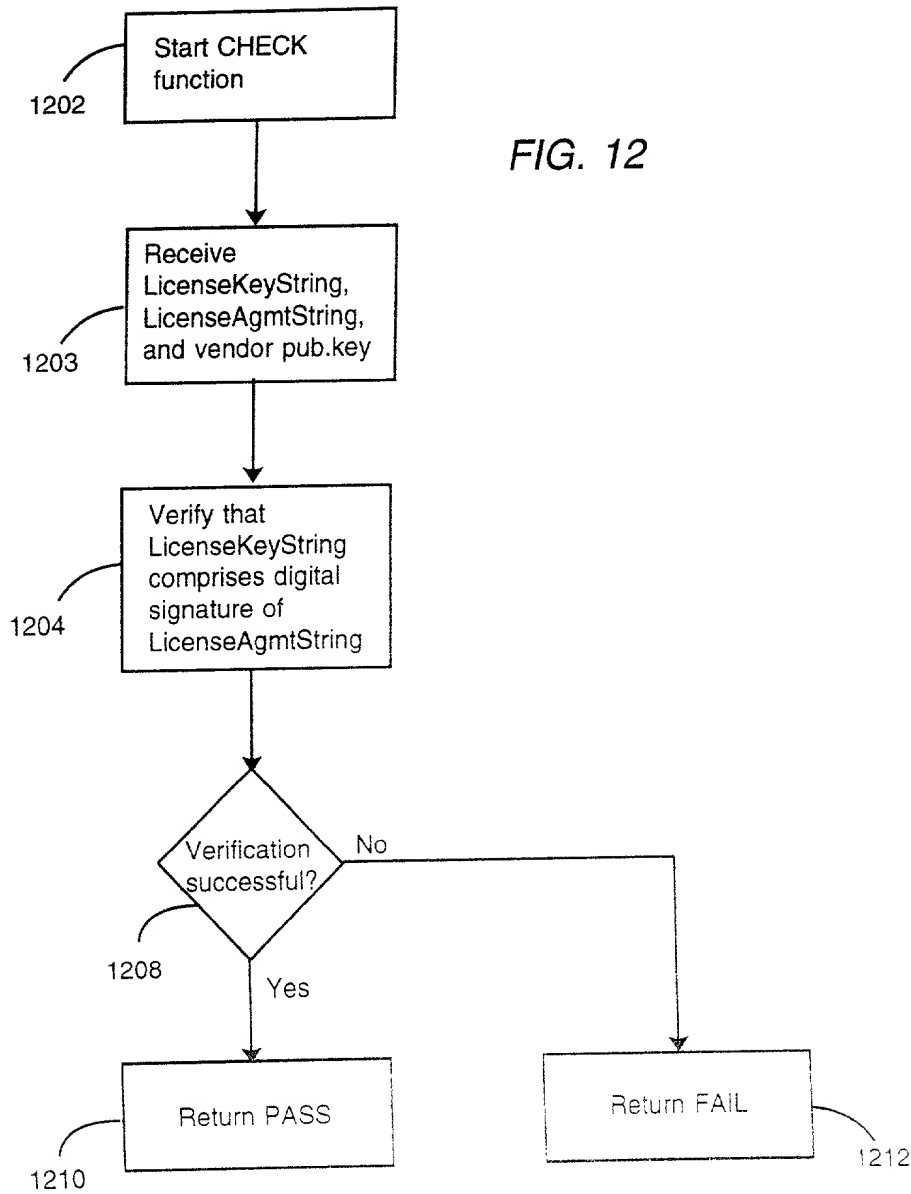 Start CHECK
function
1202
FIG. 12
Receive
LicenseKeyString,
LicenseAgmtString,
and vendor pub.key
1203
Verify that
LicenseKeyString
comprises digital
signature of
LicenseAgmtString
1204
Verification
successful?
No
1208
Yes
Return PASS
Return FAIL
1210
1212